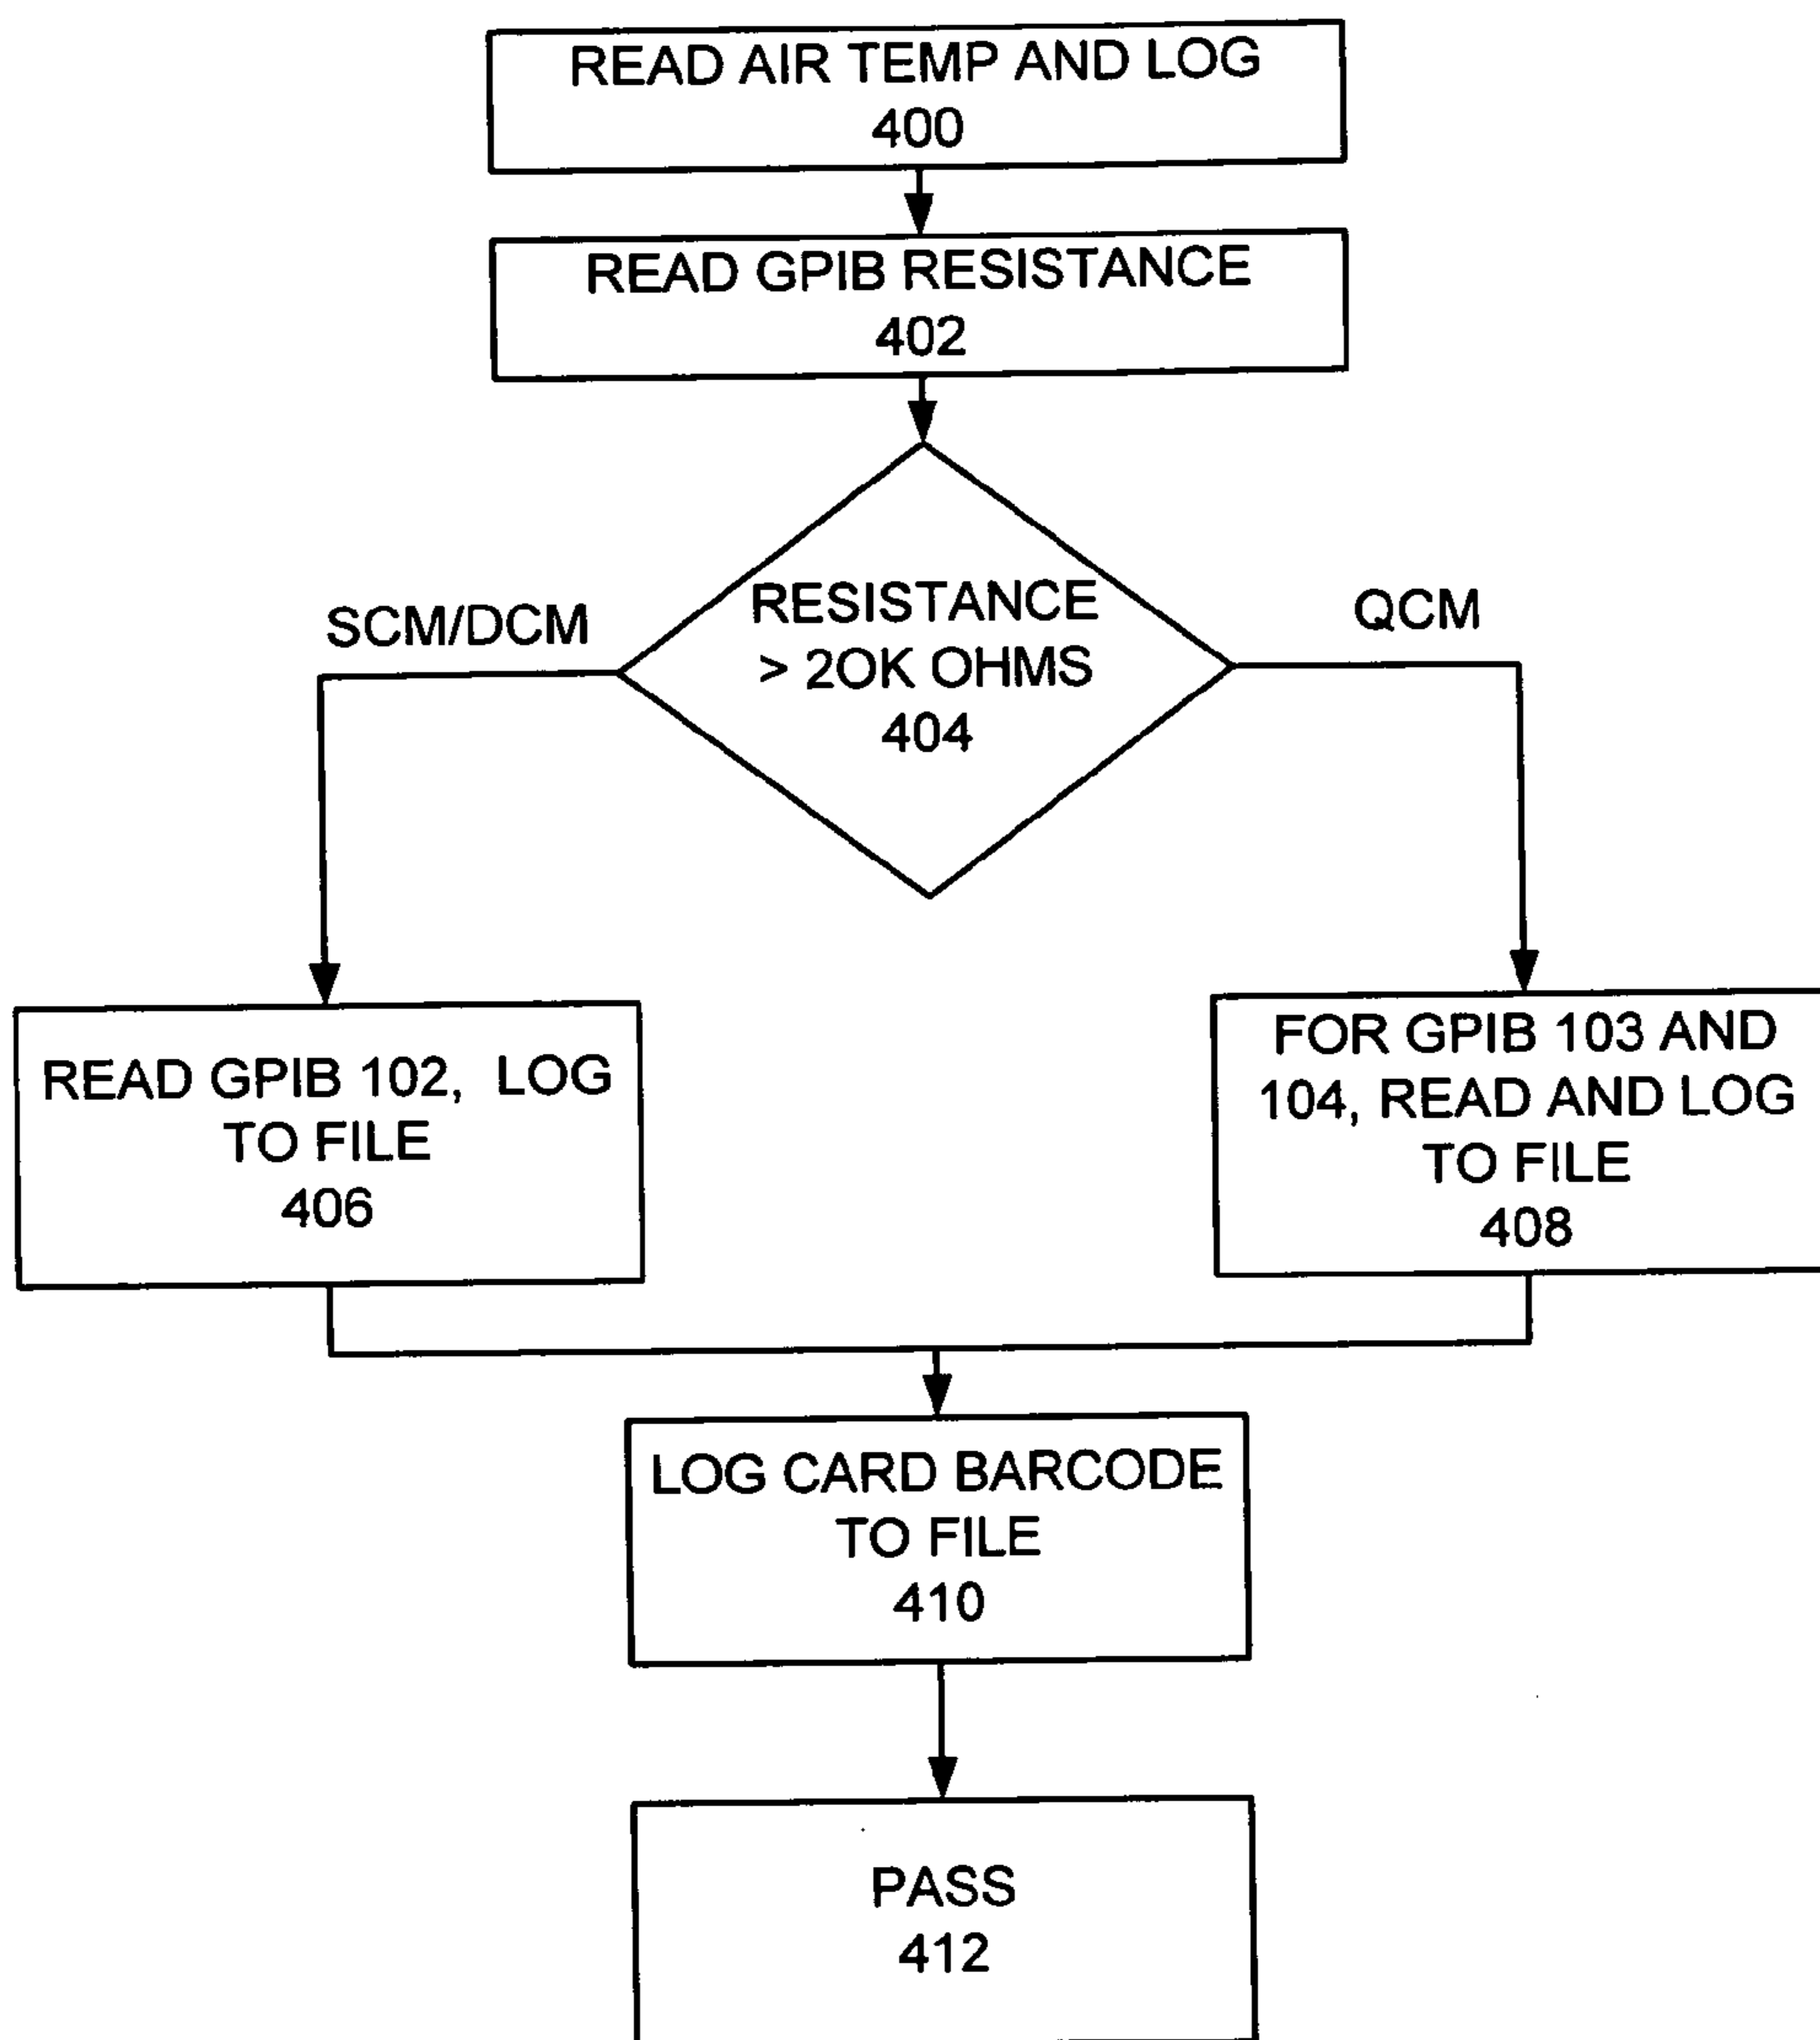 READ AIR TEMP AND LOG
400
READ GPIB RESISTANCE
402
RESISTANCE
> 2OK OHMS
404
SCM/DCM
QCM
READ GPIB 102, LOG
TO FILE
406
FOR GPIB 103 AND
104, READ AND LOG
TO FILE
408
LOG CARD BARCODE
TO FILE
410
PASS
412